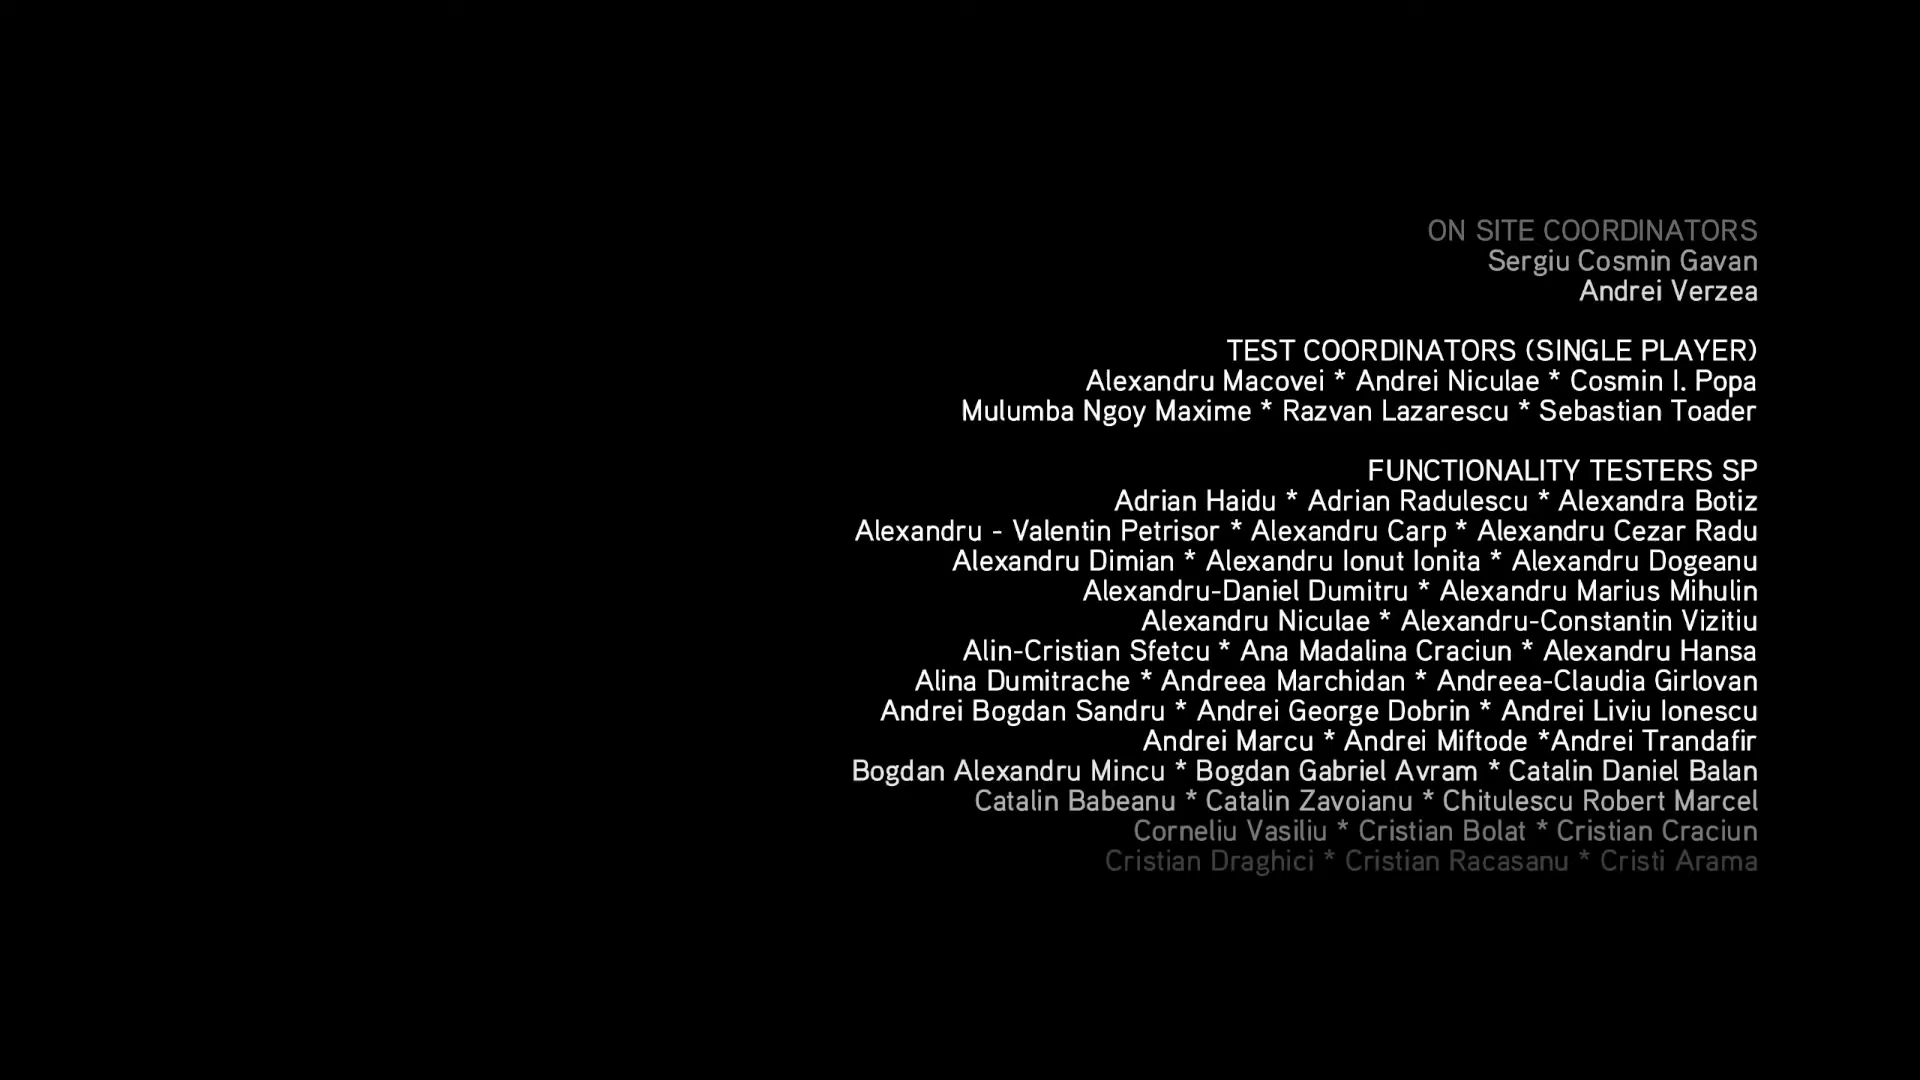 ON SITE COORDINATORS
Sergiu Cosmin Gavan
Andrei Verzea
TEST COORDINATORS (SINGLE PLAYER)
Alexandru Macovei * Andrei Niculae * Cosmin I. Popa
Mulumba Ngoy Maxime * Razvan Lazarescu * Sebastian Toader
FUNCTIONALITY TESTERS SP
Adrian Haidu * Adrian Radulescu * Alexandra Botiz
Alexandru - Valentin Petrisor * Alexandru Carp * Alexandru Cezar Radu
Alexandru Dimian * Alexandru Ionut Ionita * Alexandru Dogeanu
Alexandru-Daniel Dumitru * Alexandru Marius Mihulin
Alexandru Niculae * Alexandru-Constantin Vizitiu
Alin-Cristian Sfetcu * Ana Madalina Craciun * Alexandru Hansa
Alina Dumitrache * Andreea Marchidan * Andreea-Claudia Girlovan
Andrei Bogdan Sandru * Andrei George Dobrin * Andrei Liviu Ionescu
Andrei Marcu * Andrei Miftode *Andrei Trandafir
Bogdan Alexandru Mincu * Bogdan Gabriel Avram * Catalin Daniel Balan
Catalin Babeanu * Catalin Zavoianu * Chitulescu Robert Marcel
Corneliu Vasiliu * Cristian Bolat * Cristian Craciun
Cristian Draghici * Cristian Racasanu * Cristi Arama